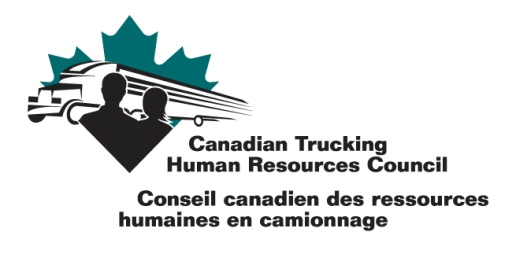 Canadian Trucking
Human Resources Council
Conseil canadien des ressources
humaines en camionnage